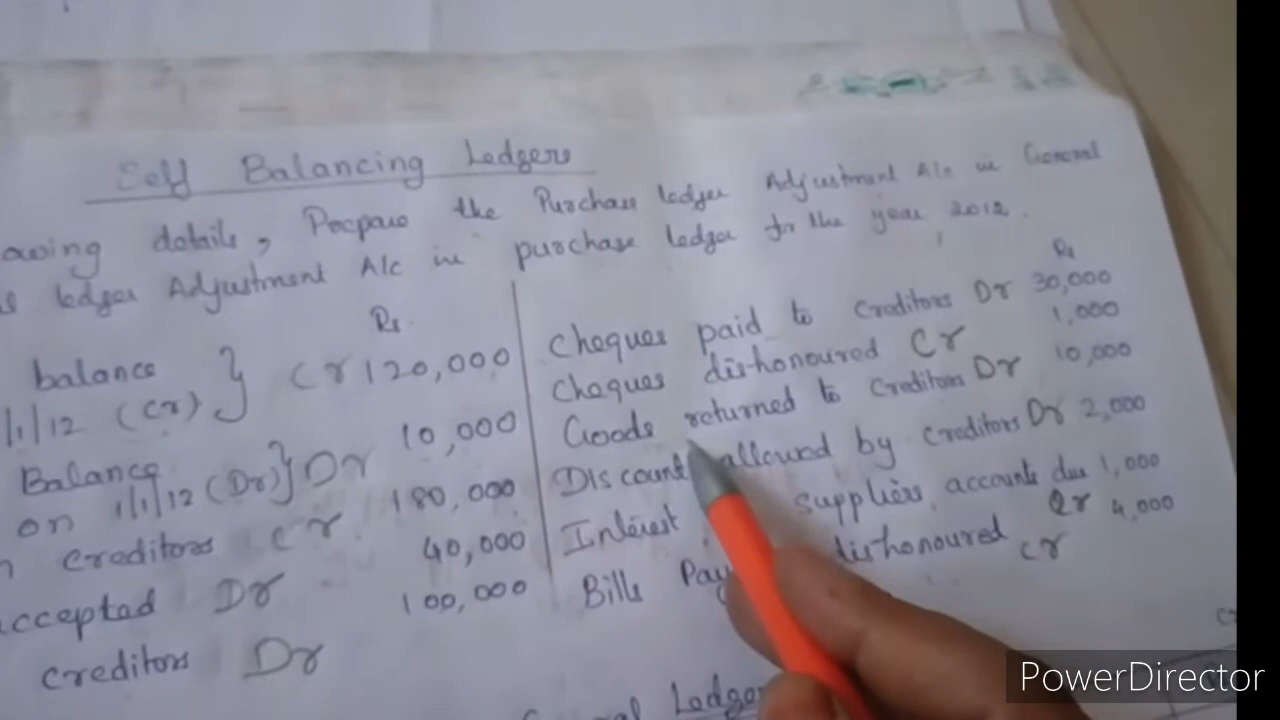 Self Balancing Ledgers
owing details, Prepare the Purchase ledger Adjustment A/c in General
ledger Adjustment A/c in purchase ledger for the year 2012.
Rs.
balance
1/1/12 (Cr) } Cr 120,000
Balance
on 1/1/12 (Dr) } Dr 10,000
creditors Cr 180,000
accepted Dr 40,000
creditors Dr 100,000
Rs
Cheques paid to creditors Dr 30,000
Cheques dishonoured Cr 1,000
Goods returned to creditors Dr 10,000
Discount allowed by creditors Dr 2,000
Interest suppliers accounts due 1,000
Cr
Bills Pay dishonoured Cr 4,000
Ledger
PowerDirector